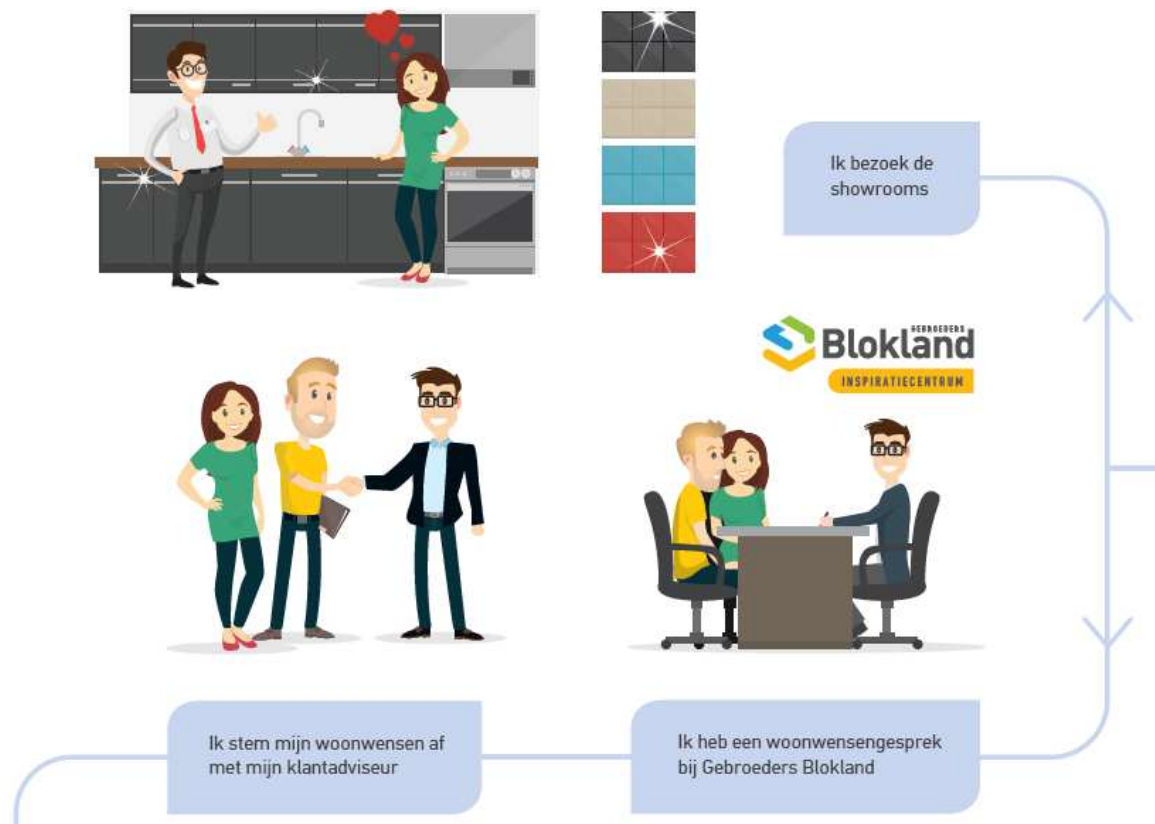 Ik bezoek de
showrooms
GEBROEDERS
Blokland
INSPIRATIECENTRUM
Ik stem mijn woonwensen af
met mijn klantadviseur
Ik heb een woonwensengesprek
bij Gebroeders Blokland